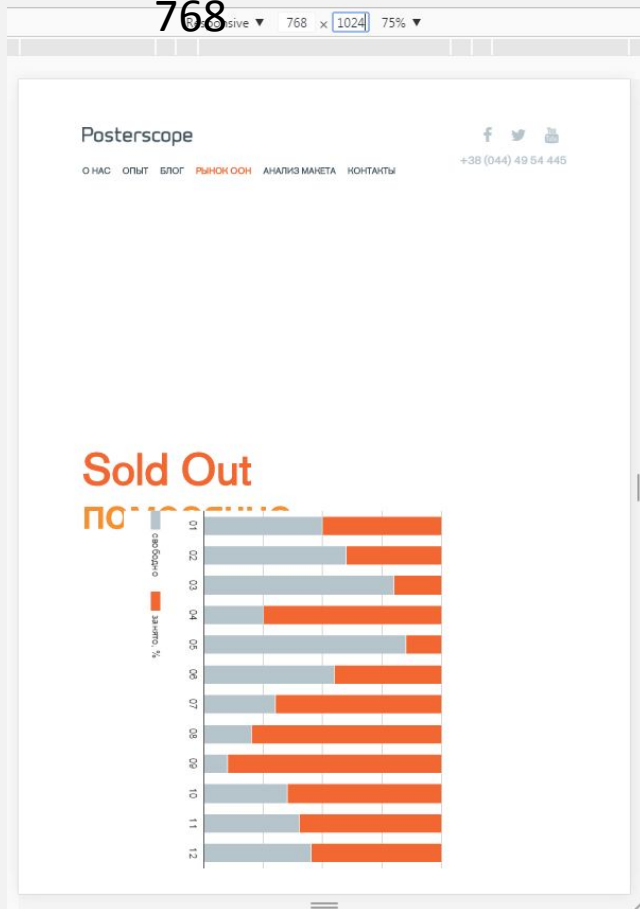 768
Responsive ▼ 768 × 1024 75% ▼
Posterscope
+38 (044) 49 54 445
О НАС ОПЫТ БЛОГ РЫНОК ООН АНАЛИЗ МАКЕТА КОНТАКТЫ
Sold Out
помесячно
свободно занято, %
01
02
03
04
05
06
07
08
09
10
11
12